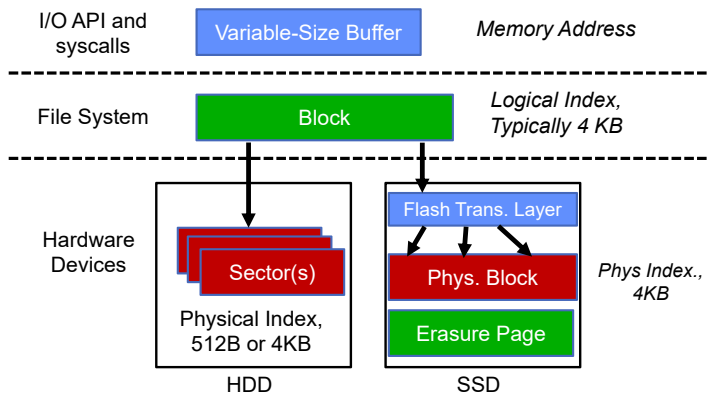 I/O API and
syscalls
Variable-Size Buffer
Memory Address
File System
Block
Logical Index,
Typically 4 KB
Hardware
Devices
Sector(s)
Physical Index,
512B or 4KB
HDD
Flash Trans. Layer
Phys. Block
Erasure Page
SSD
Phys Index.,
4KB